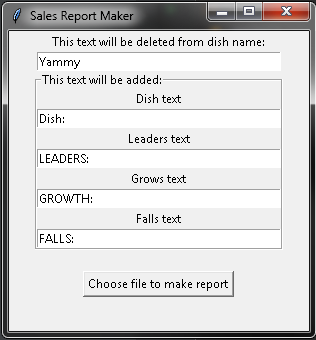 Sales Report Maker
This text will be deleted from dish name:
Yammy
This text will be added:
Dish text
Dish:
Leaders text
LEADERS:
Grows text
GROWTH:
Falls text
FALLS:
Choose file to make report